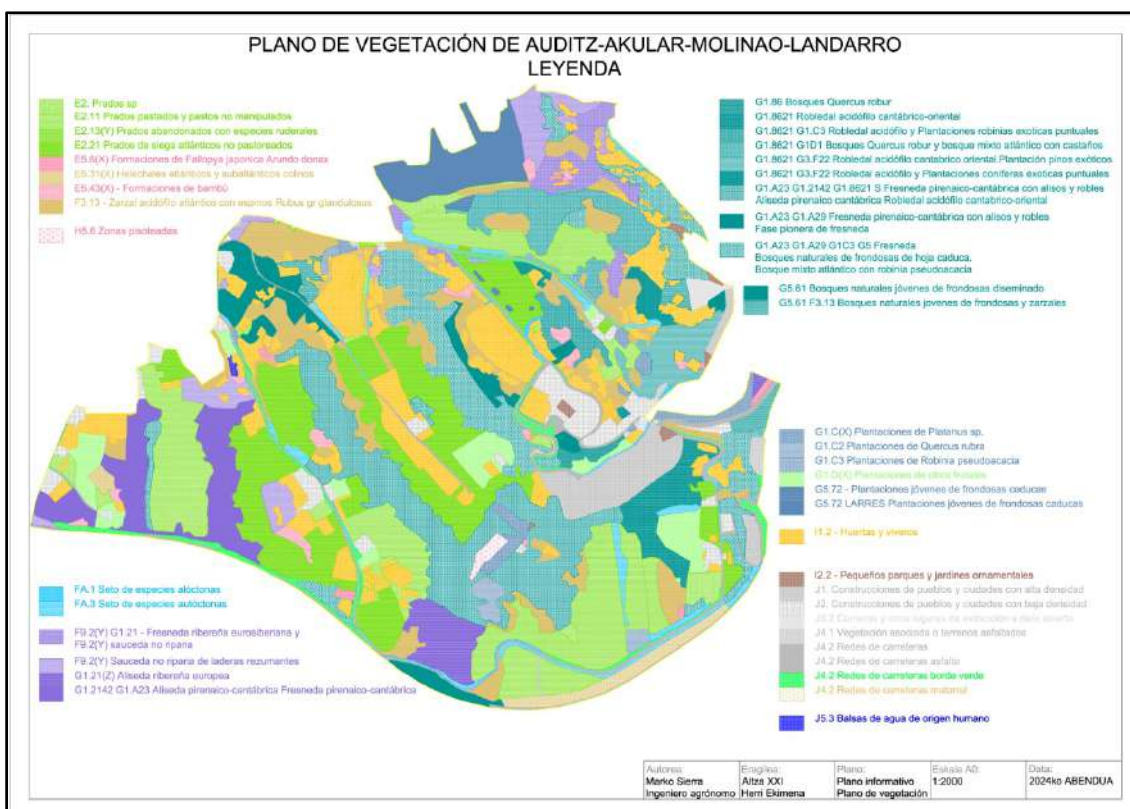 PLANO DE VEGETACIÓN DE AUDITZ-AKULAR-MOLINAO-LANDARRO
LEYENDA
E2. Prados sp
E2.11 Prados pastados y pastos no manipulados
E2.13(Y) Prados abandonados con especies ruderales
E2.21 Prados de siega atlánticos no pastoreados
E5.6(X) Formaciones de Fallopya japonica Arundo donax
E5.31(X) Helechales atlánticos y subatlánticos colinos
E5.43(X) - Formaciones de bambú
F3.13 - Zarzal acidófilo atlántico con espinos Rubus gr glandulosus
H5.6 Zonas pisoteadas
G1.86 Bosques Quercus robur
G1.8621 Robledal acidófilo cantábrico-oriental
G1.8621 G1.C3 Robledal acidófilo y Plantaciones robinias exoticas puntuales
G1.8621 G1D1 Bosques Quercus robur y bosque mixto atlántico con castaños
G1.8621 G3.F22 Robledal acidófilo cantabrico oriental.Plantación pinos exóticos
G1.8621 G3.F22 Robledal acidófilo y Plantaciones coníferas exoticas puntuales
G1.A23 G1.2142 G1.8621 S Fresneda pirenaico-cantábrica con alisos y robles
Aliseda pirenaico cantábrica Robledal acidófilo cantabrico-oriental
G1.A23 G1.A29 Fresneda pirenaico-cantábrica con alisos y robles
Fase pionera de fresneda
G1.A23 G1.A29 G1C3 G5 Fresneda
Bosques naturales de frondosas de hoja caduca.
Bosque mixto atlántico con robinia pseudoacacia
G5.61 Bosques naturales jóvenes de frondosas diseminado
G5.61 F3.13 Bosques naturales jovenes de frondosas y zarzales
G1.C(X) Plantaciones de Platanus sp.
G1.C2 Plantaciones de Quercus rubra
G1.C3 Plantaciones de Robinia pseudoacacia
G1.D(X) Plantaciones de otros frutales
G5.72 - Plantaciones jóvenes de frondosas caducas
G5.72 LARRES Plantaciones jóvenes de frondosas caducas
I1.2 - Huertas y viveros
I2.2 - Pequeños parques y jardines ornamentales
J1. Construcciones de pueblos y ciudades con alta densidad
J2. Construcciones de pueblos y ciudades con baja densidad
J3.2 Canteras y otros lugares de extracción a cielo abierto
J4.1 Vegetación asociada a terrenos asfaltados
J4.2 Redes de carreteras
J4.2 Redes de carreteras asfalto
J4.2 Redes de carreteras borde verde
J4.2 Redes de carreteras matorral
J5.3 Balsas de agua de origen humano
FA.1 Seto de especies alóctonas
FA.3 Seto de especies autóctonas
F9.2(Y) G1.21 - Fresneda ribereña eurosiberiana y
F9.2(Y) sauceda no riparia
F9.2(Y) Sauceda no riparia de laderas rezumantes
G1.21(Z) Aliseda ribereña europea
G1.2142 G1.A23 Aliseda pirenaico-cantábrica Fresneda pirenaico-cantábrica
Autorea:
Marko Sierra
Ingeniero agrónomo
Eragilea:
Altza XXI
Herri Ekimena
Plano:
Plano informativo
Plano de vegetación
Eskala A0:
1:2000
Data:
2024ko ABENDUA